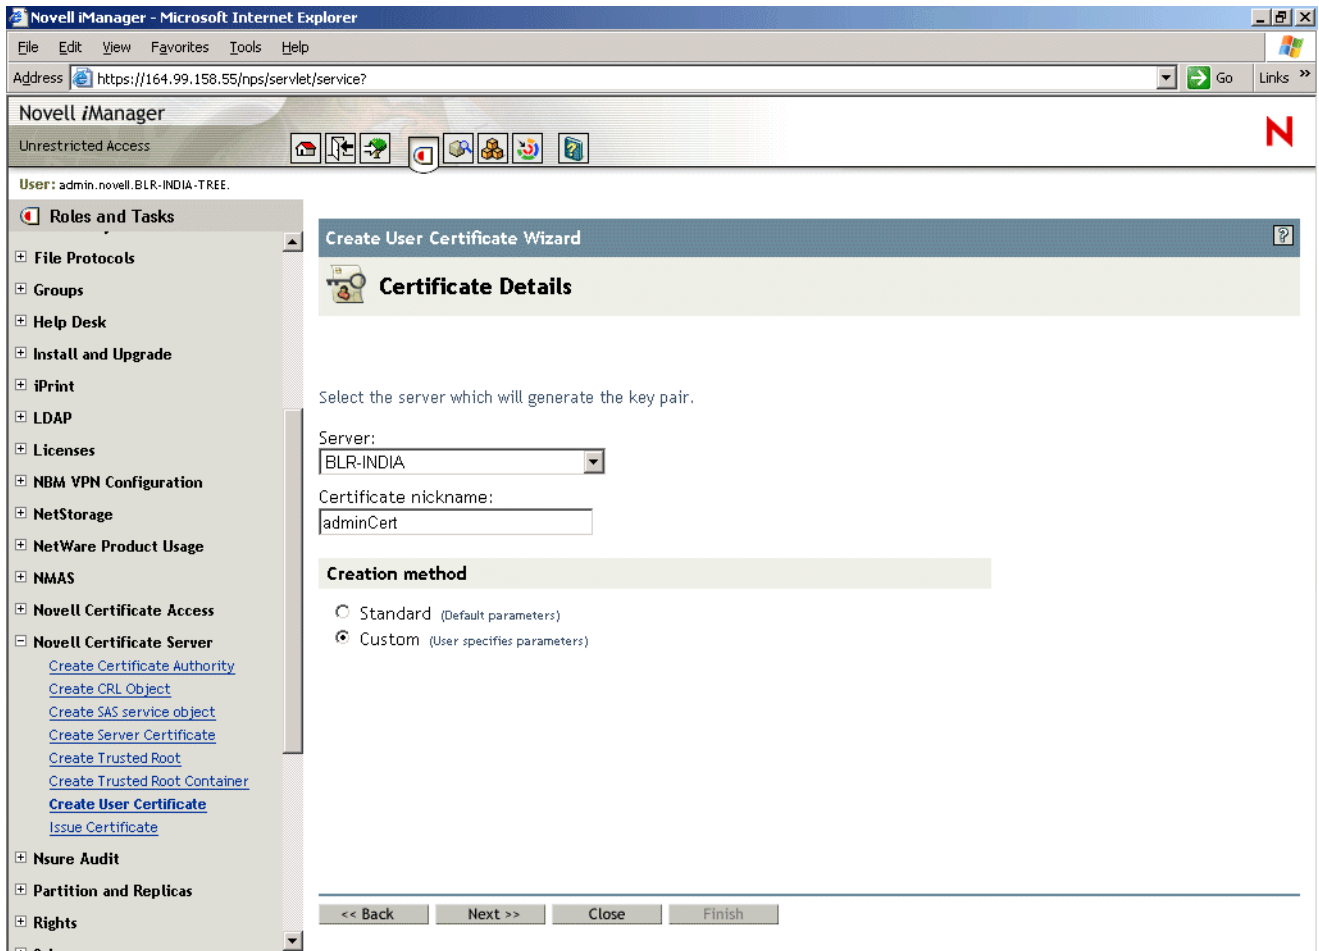 Novell iManager - Microsoft Internet Explorer
File Edit View Favorites Tools Help
Address https://164.99.158.55/nps/servlet/service? Go Links »
Novell iManager
Unrestricted Access
N
User: admin.novell.BLR-INDIA-TREE.
Roles and Tasks
File Protocols
Groups
Help Desk
Install and Upgrade
iPrint
LDAP
Licenses
NBM VPN Configuration
NetStorage
NetWare Product Usage
NMAS
Novell Certificate Access
Novell Certificate Server
Create Certificate Authority
Create CRL Object
Create SAS service object
Create Server Certificate
Create Trusted Root
Create Trusted Root Container
Create User Certificate
Issue Certificate
Nsure Audit
Partition and Replicas
Rights
Create User Certificate Wizard ?
Certificate Details
Select the server which will generate the key pair.
Server:
BLR-INDIA
Certificate nickname:
adminCert
Creation method
Standard (Default parameters)
Custom (User specifies parameters)
<< Back Next >> Close Finish